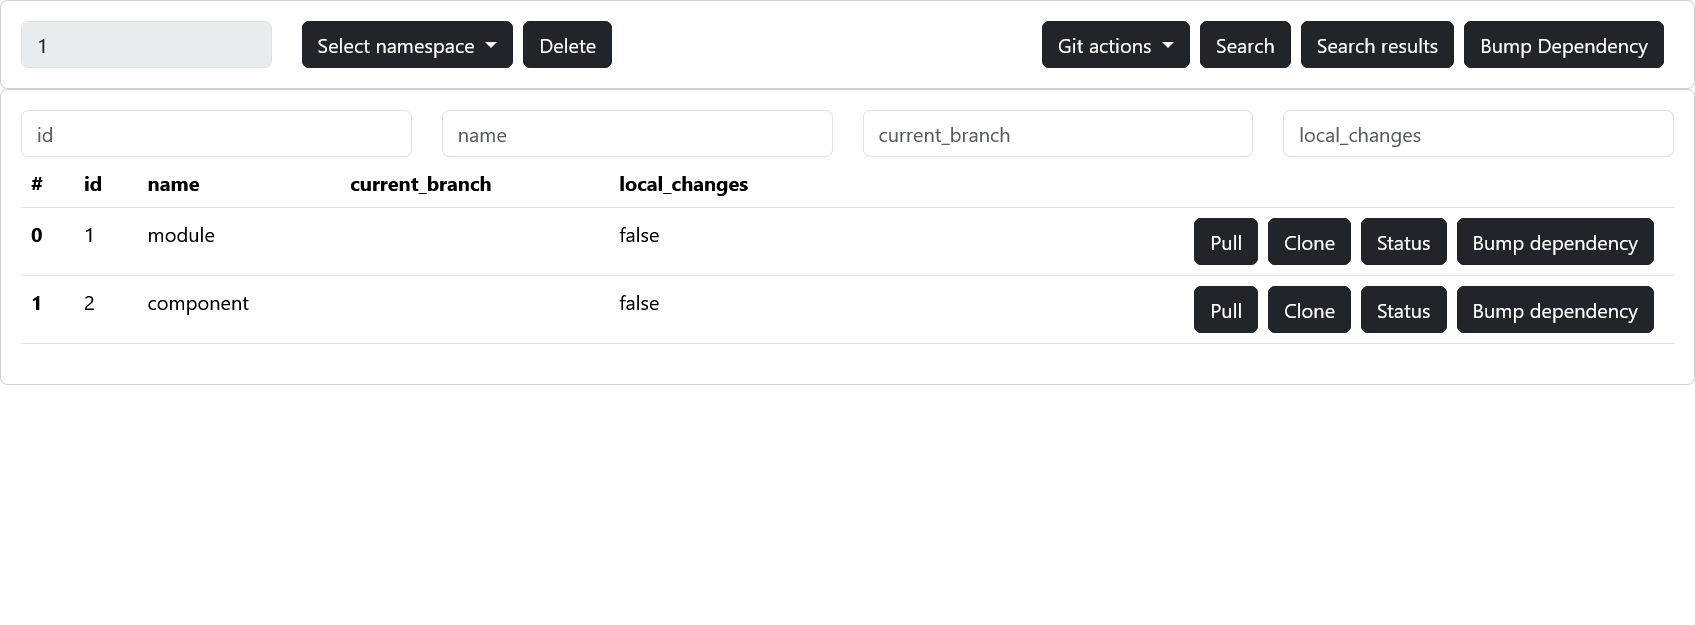 1 Select namespace Delete Git actions Search Search results Bump Dependency
id name current_branch local_changes
# id name current_branch local_changes
0 1 module false Pull Clone Status Bump dependency
1 2 component false Pull Clone Status Bump dependency